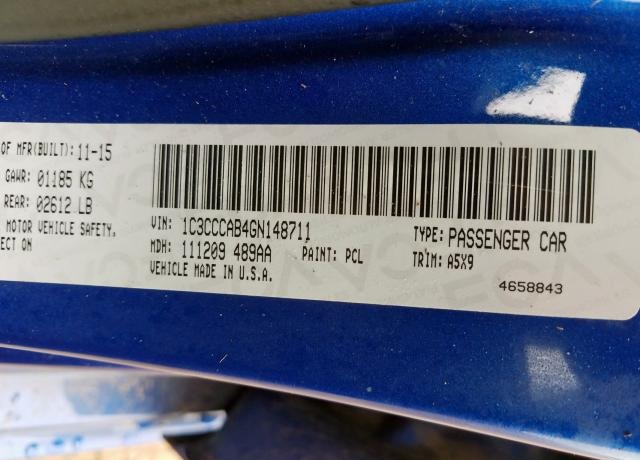 OF MFR(BUILT): 11-15
GAWR: 01185 KG
REAR: 02612 LB
MOTOR VEHICLE SAFETY,
ECT ON
VIN: 1C3CCCAB4GN148711
MDH: 111209 489AA PAINT: PCL
VEHICLE MADE IN U.S.A.
TYPE: PASSENGER CAR
TRIM: A5X9
4658843